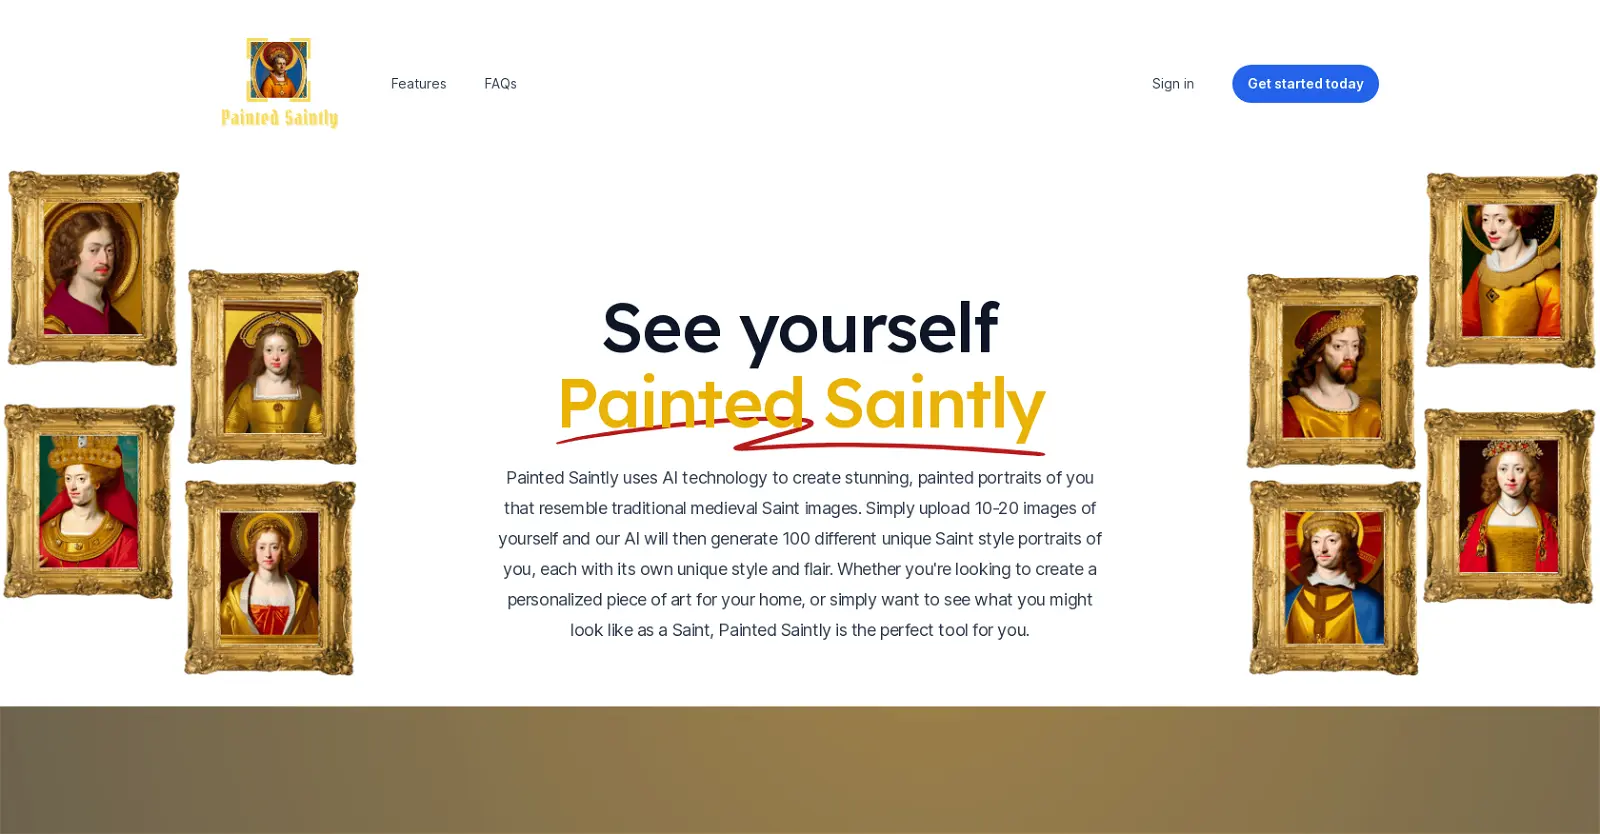 Painted Saintly
Features
FAQs
Sign in
Get started today
See yourself
Painted Saintly
Painted Saintly uses AI technology to create stunning, painted portraits of you
that resemble traditional medieval Saint images. Simply upload 10-20 images of
yourself and our AI will then generate 100 different unique Saint style portraits of
you, each with its own unique style and flair. Whether you're looking to create a
personalized piece of art for your home, or simply want to see what you might
look like as a Saint, Painted Saintly is the perfect tool for you.